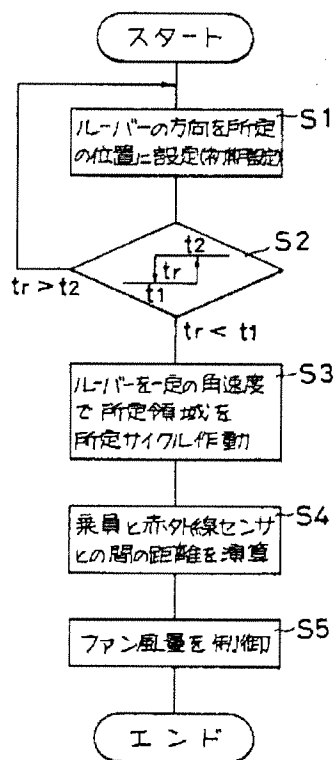 スタート
ルーバーの方向を所定
の位置に設定(初期設定)
S1
S2
t2
tr
t1
tr>t2
tr<t1
ルーバーを一定の角速度
で所定領域を
所定サイクル作動
S3
乗員と赤外線センサ
との間の距離を演算
S4
ファン風量を制御
S5
エンド